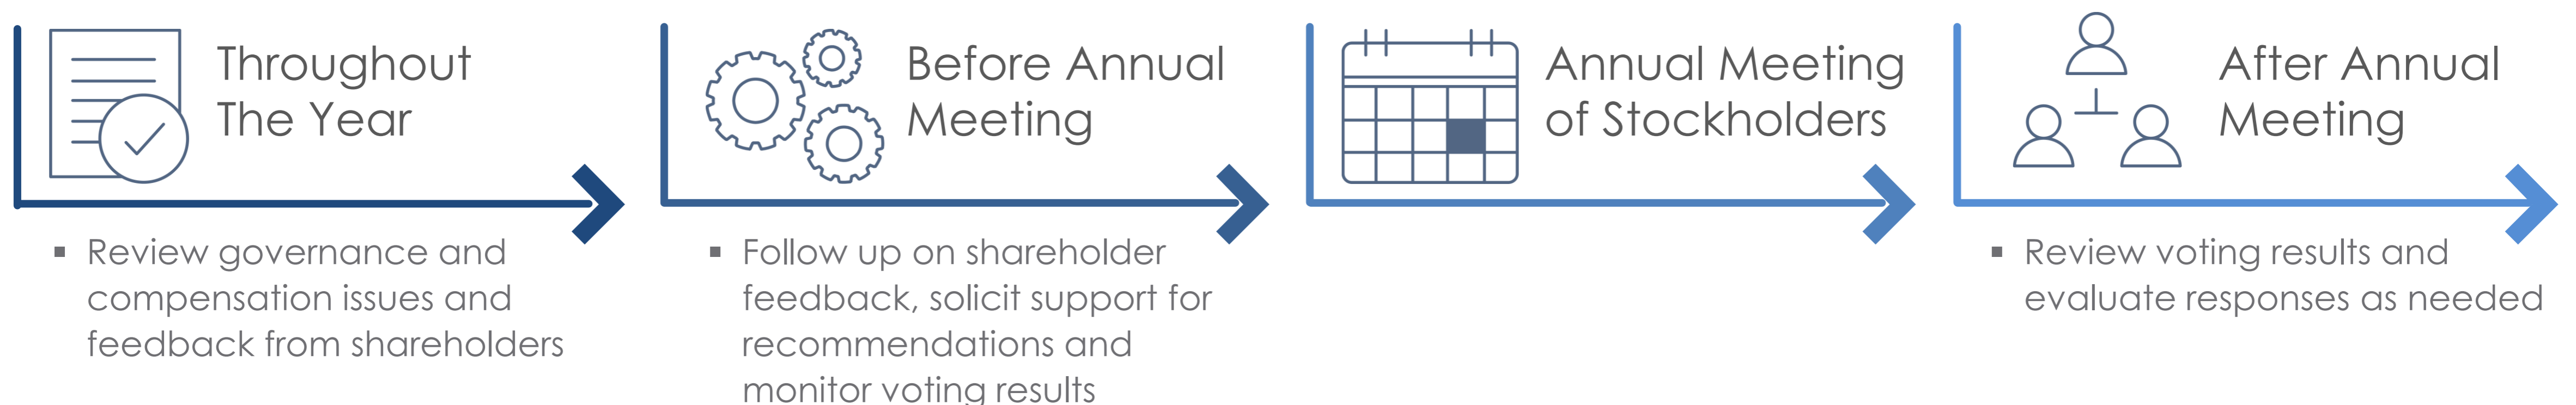 Throughout
The Year
▪ Review governance and
compensation issues and
feedback from shareholders
Before Annual
Meeting
▪ Follow up on shareholder
feedback, solicit support for
recommendations and
monitor voting results
Annual Meeting
of Stockholders
After Annual
Meeting
▪ Review voting results and
evaluate responses as needed